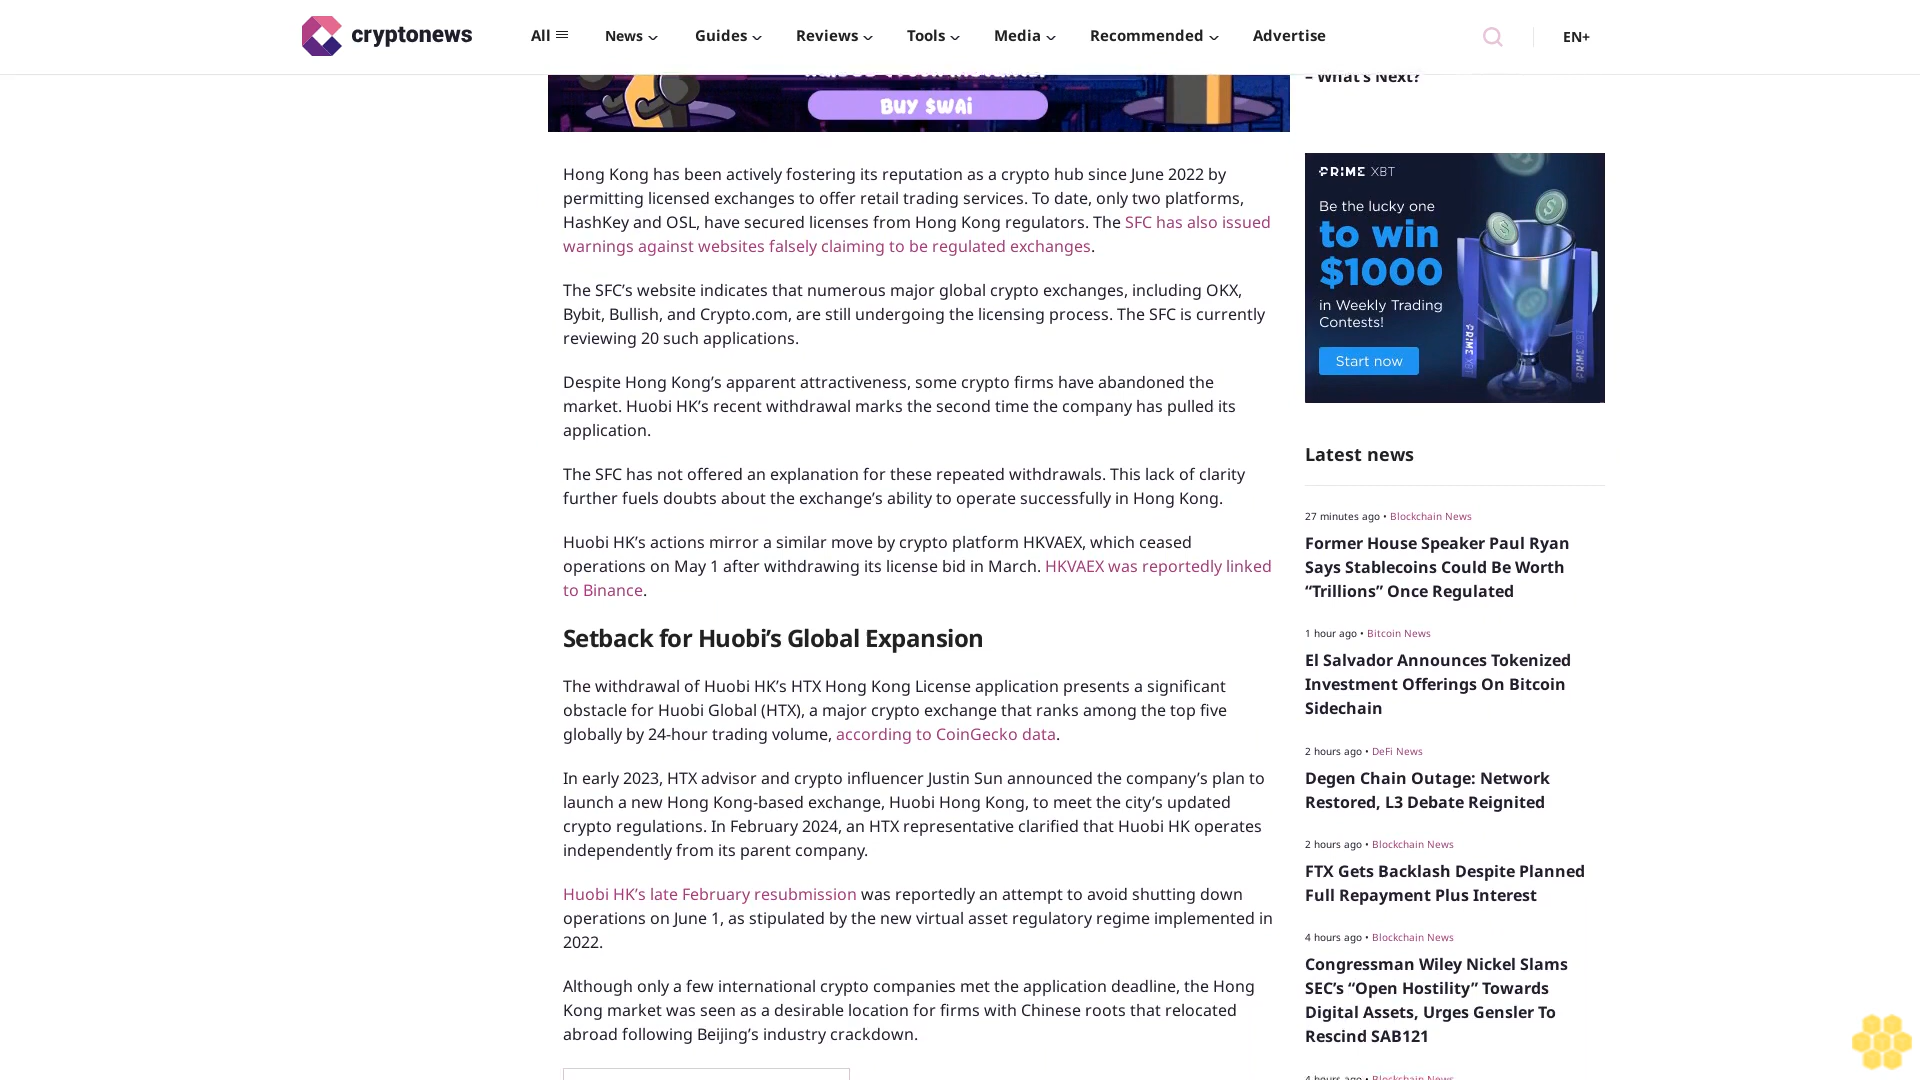 cryptonews
All
News
Guides
Reviews
Tools
Media
Recommended
Advertise
EN+
Buy $WAI
– What's Next?
Hong Kong has been actively fostering its reputation as a crypto hub since June 2022 by
permitting licensed exchanges to offer retail trading services. To date, only two platforms,
HashKey and OSL, have secured licenses from Hong Kong regulators. The SFC has also issued
warnings against websites falsely claiming to be regulated exchanges.
The SFC’s website indicates that numerous major global crypto exchanges, including OKX,
Bybit, Bullish, and Crypto.com, are still undergoing the licensing process. The SFC is currently
reviewing 20 such applications.
Despite Hong Kong’s apparent attractiveness, some crypto firms have abandoned the
market. Huobi HK’s recent withdrawal marks the second time the company has pulled its
application.
The SFC has not offered an explanation for these repeated withdrawals. This lack of clarity
further fuels doubts about the exchange’s ability to operate successfully in Hong Kong.
Huobi HK’s actions mirror a similar move by crypto platform HKVAEX, which ceased
operations on May 1 after withdrawing its license bid in March. HKVAEX was reportedly linked
to Binance.
Setback for Huobi’s Global Expansion
The withdrawal of Huobi HK’s HTX Hong Kong License application presents a significant
obstacle for Huobi Global (HTX), a major crypto exchange that ranks among the top five
globally by 24-hour trading volume, according to CoinGecko data.
In early 2023, HTX advisor and crypto influencer Justin Sun announced the company’s plan to
launch a new Hong Kong-based exchange, Huobi Hong Kong, to meet the city’s updated
crypto regulations. In February 2024, an HTX representative clarified that Huobi HK operates
independently from its parent company.
Huobi HK’s late February resubmission was reportedly an attempt to avoid shutting down
operations on June 1, as stipulated by the new virtual asset regulatory regime implemented in
2022.
Although only a few international crypto companies met the application deadline, the Hong
Kong market was seen as a desirable location for firms with Chinese roots that relocated
abroad following Beijing’s industry crackdown.
PRIME XBT
Be the lucky one
to win
$1000
in Weekly Trading
Contests!
Start now
PRIME XBT
PRIME XBT
Latest news
27 minutes ago • Blockchain News
Former House Speaker Paul Ryan
Says Stablecoins Could Be Worth
“Trillions” Once Regulated
1 hour ago • Bitcoin News
El Salvador Announces Tokenized
Investment Offerings On Bitcoin
Sidechain
2 hours ago • DeFi News
Degen Chain Outage: Network
Restored, L3 Debate Reignited
2 hours ago • Blockchain News
FTX Gets Backlash Despite Planned
Full Repayment Plus Interest
4 hours ago • Blockchain News
Congressman Wiley Nickel Slams
SEC’s “Open Hostility” Towards
Digital Assets, Urges Gensler To
Rescind SAB121
4 hours ago • Blockchain News